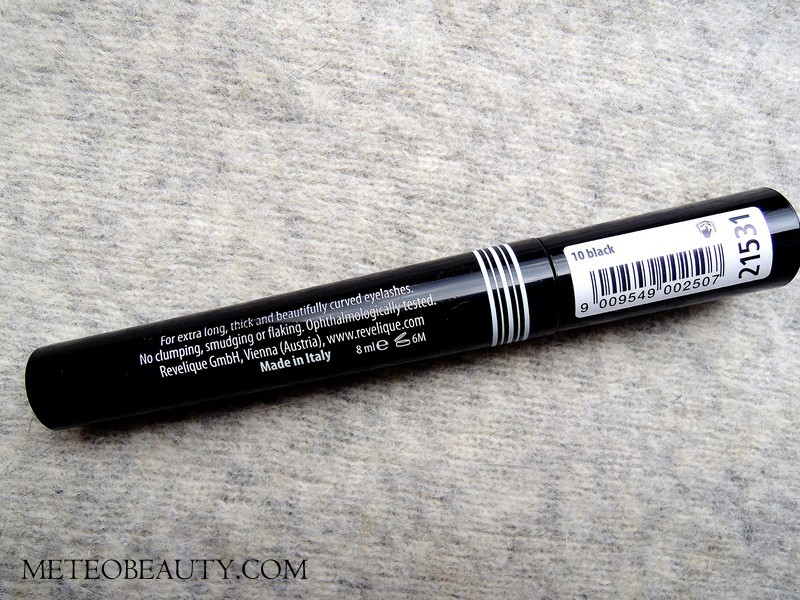 For extra long, thick and beautifully curved eyelashes.
No clumping, smudging or flaking. Ophthalmologically tested.
Revelique GmbH, Vienna (Austria), www.revelique.com
Made in Italy 8 ml e 6M
10 black
9 009549 002507
21531
METEOBEAUTY.COM